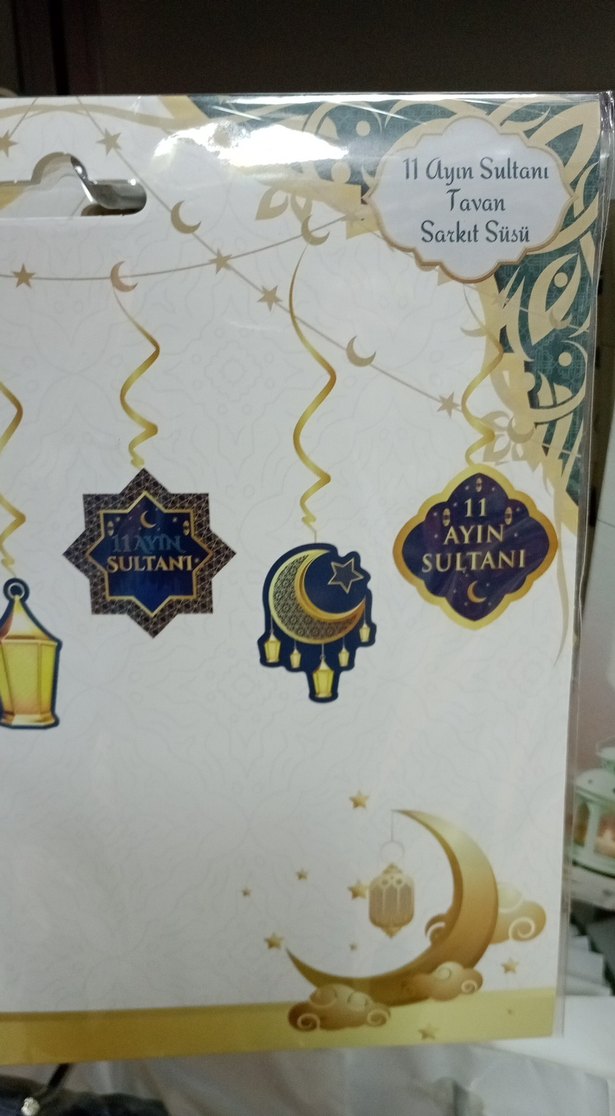 11 Ayın Sultanı
Tavan
Sarkıt Süsü
11 AYIN
SULTANI
11
AYIN
SULTANI